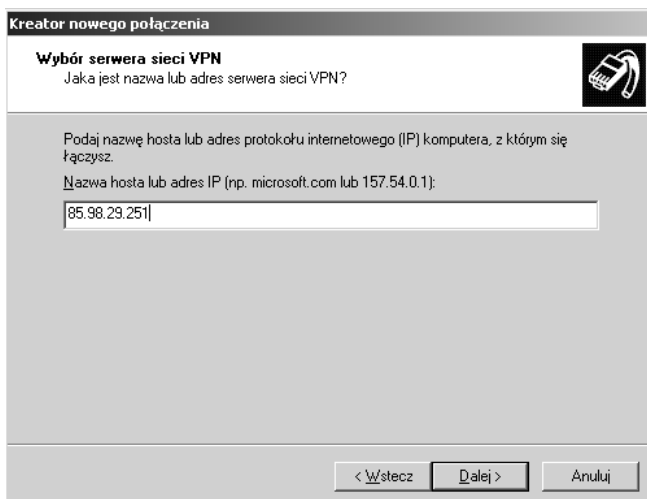 Kreator nowego połączenia
Wybór serwera sieci VPN
Jaka jest nazwa lub adres serwera sieci VPN?
Podaj nazwę hosta lub adres protokołu internetowego (IP) komputera, z którym się
łączysz.
Nazwa hosta lub adres IP (np. microsoft.com lub 157.54.0.1):
85.98.29.251
< Wstecz
Dalej >
Anuluj